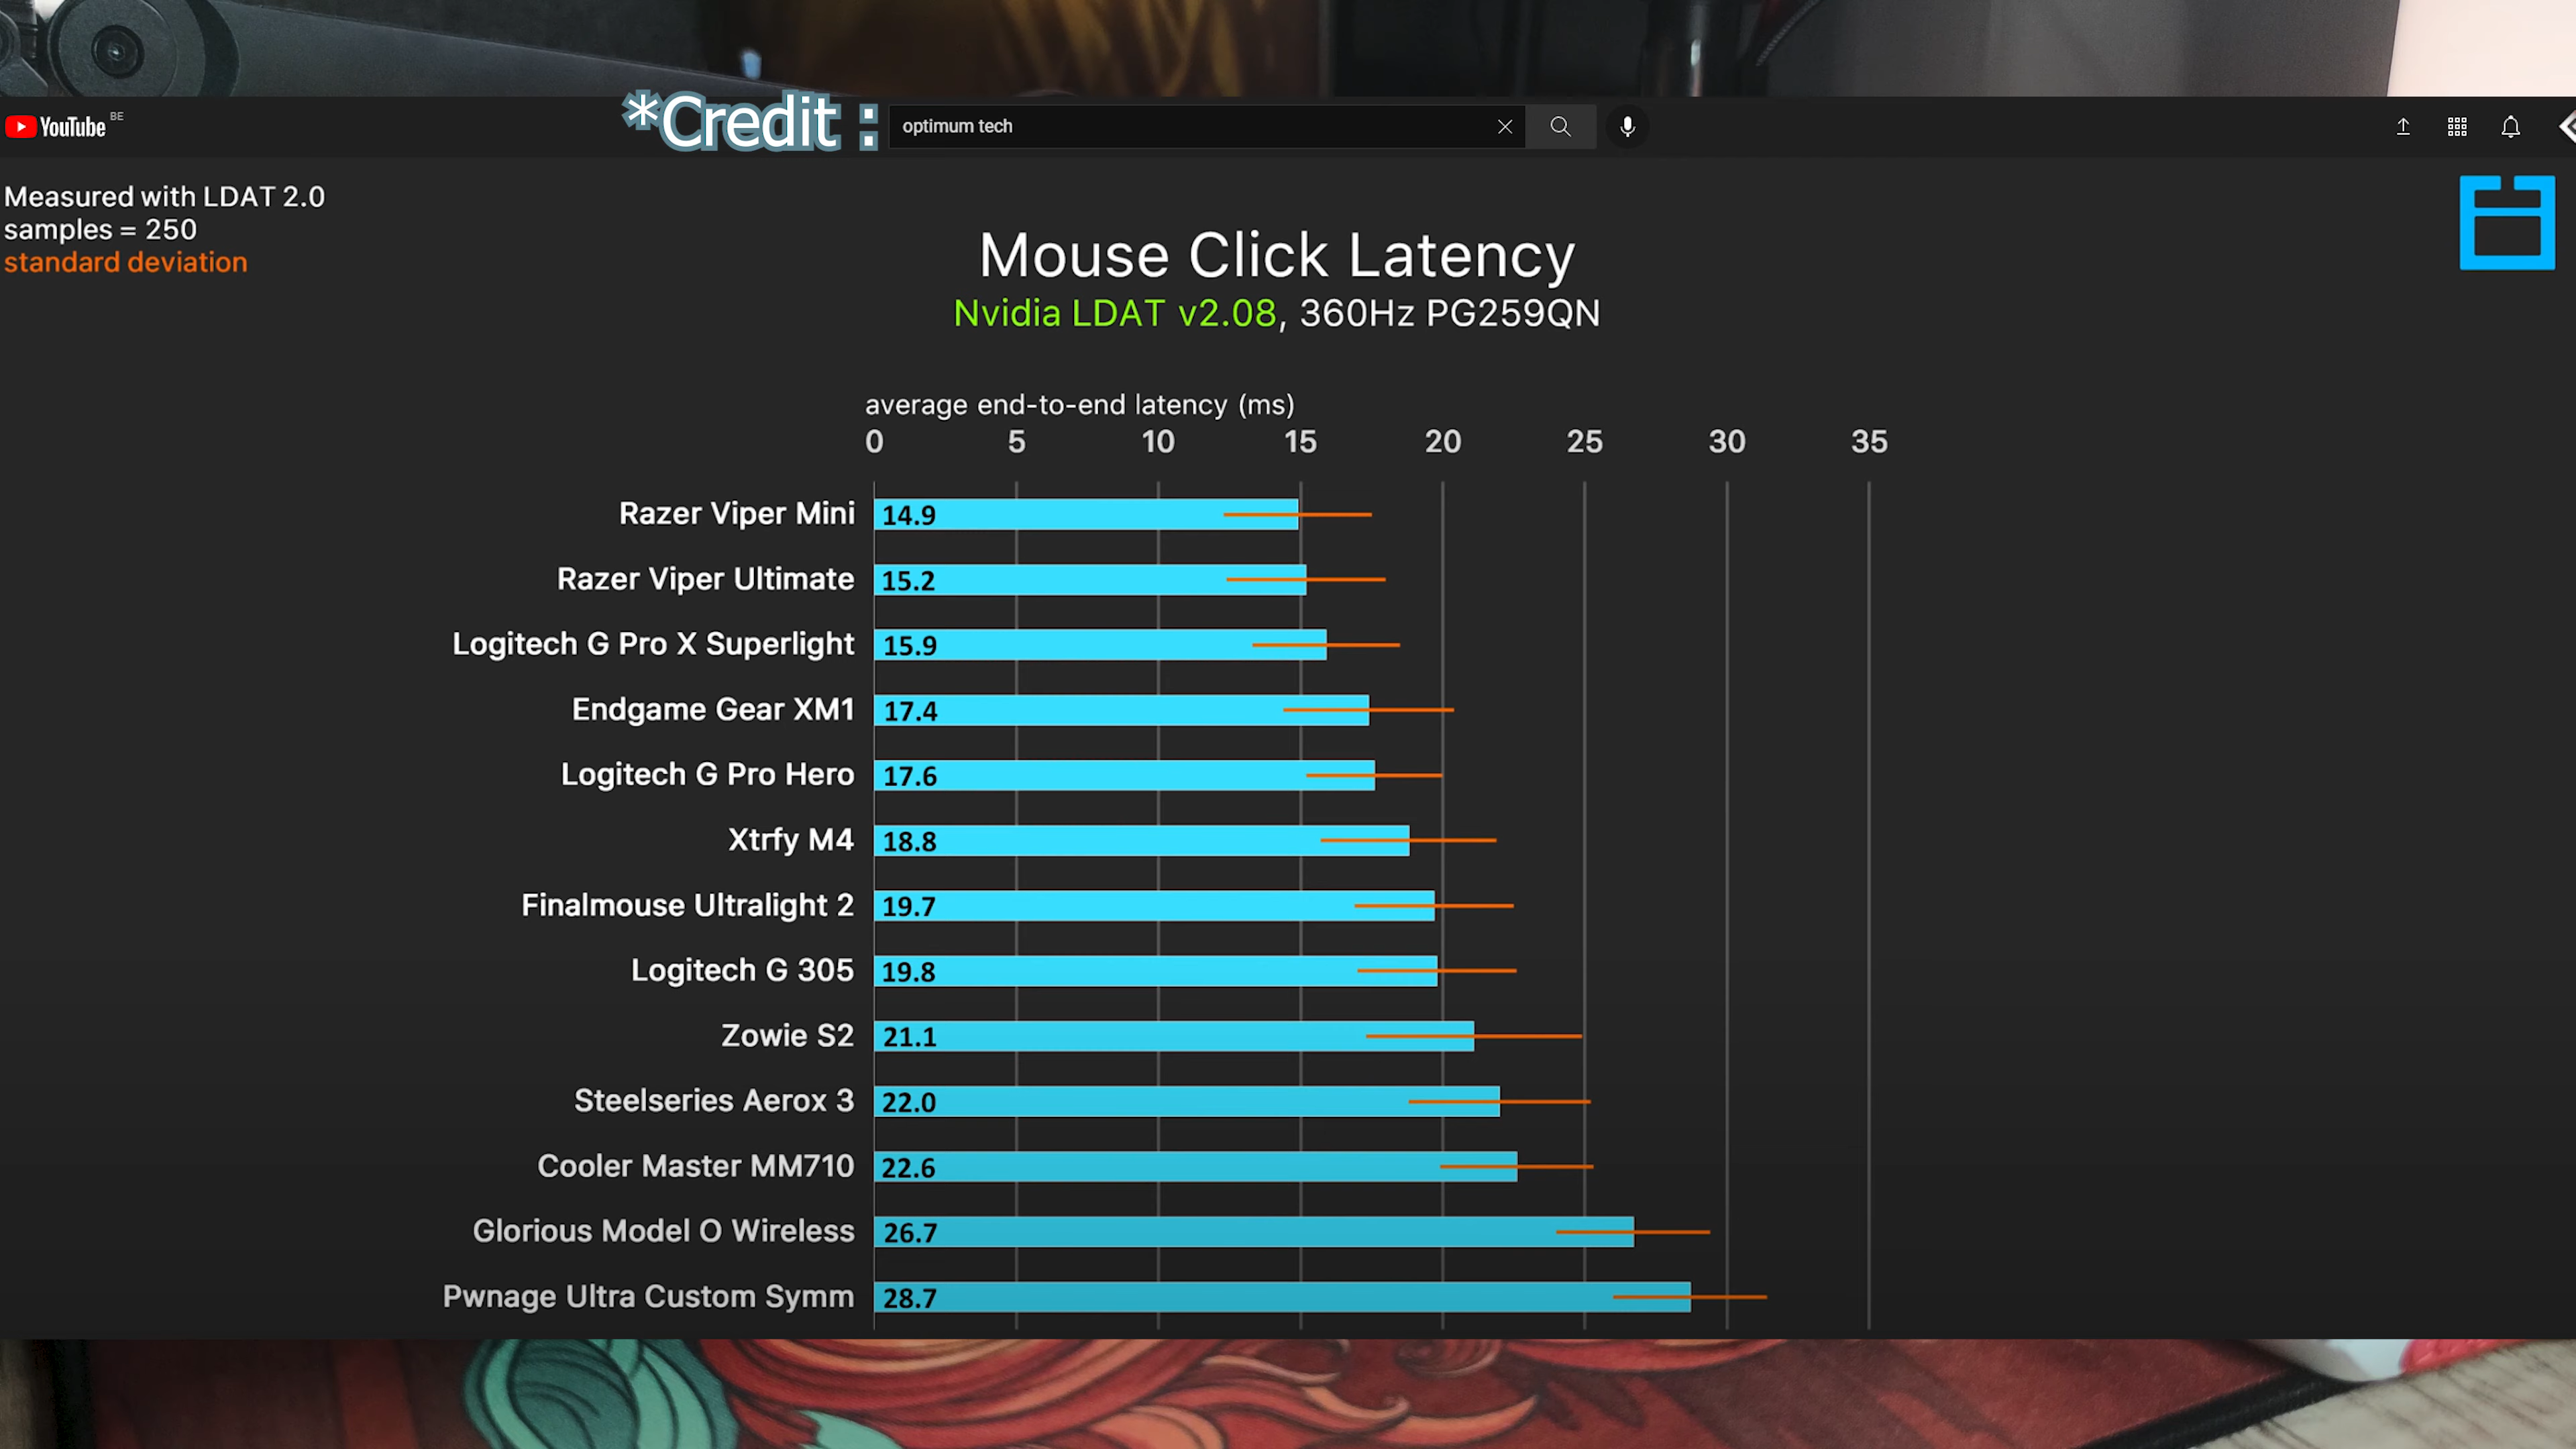 YouTube BE
*Credit :
optimum tech
Measured with LDAT 2.0
samples = 250
standard deviation
Mouse Click Latency
Nvidia LDAT v2.08, 360Hz PG259QN
average end-to-end latency (ms)
0 5 10 15 20 25 30 35
Razer Viper Mini 14.9
Razer Viper Ultimate 15.2
Logitech G Pro X Superlight 15.9
Endgame Gear XM1 17.4
Logitech G Pro Hero 17.6
Xtrfy M4 18.8
Finalmouse Ultralight 2 19.7
Logitech G 305 19.8
Zowie S2 21.1
Steelseries Aerox 3 22.0
Cooler Master MM710 22.6
Glorious Model O Wireless 26.7
Pwnage Ultra Custom Symm 28.7